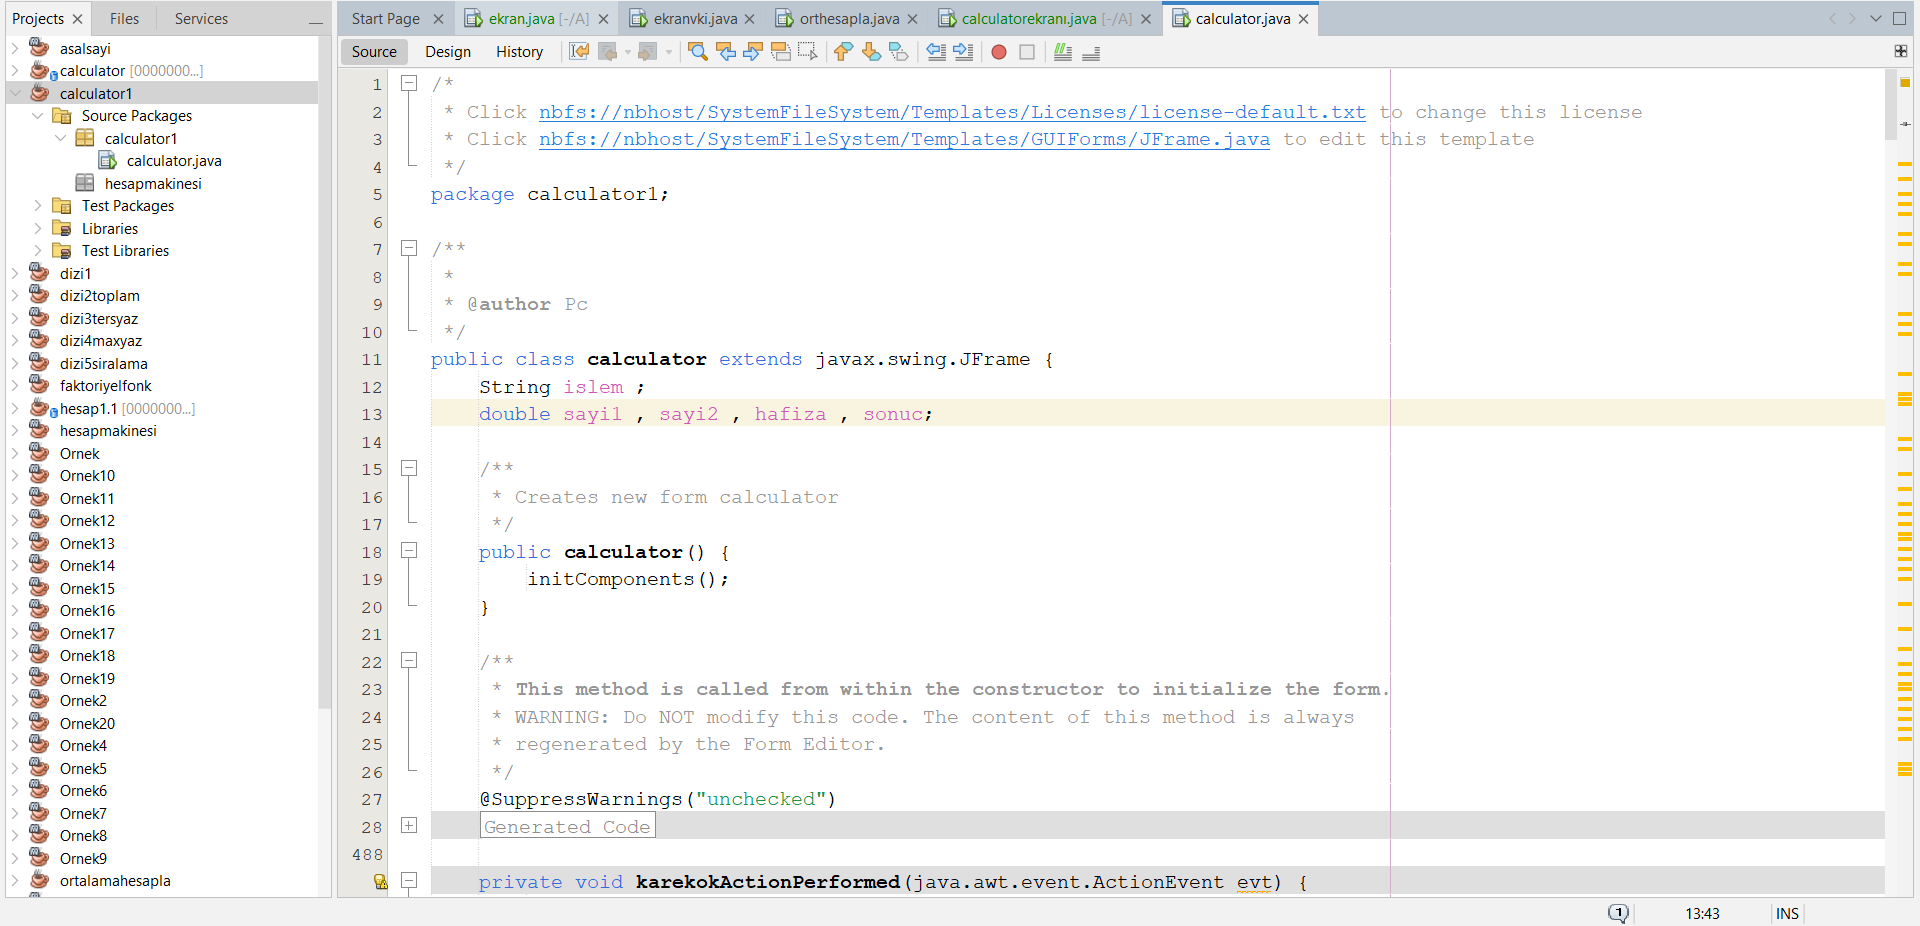 Projects
Files
Services
asalsayi
calculator [0000000...]
calculator1
Source Packages
calculator1
calculator.java
hesapmakinesi
Test Packages
Libraries
Test Libraries
dizi1
dizi2toplam
dizi3tersyaz
dizi4maxyaz
dizi5siralama
faktoriyelfonk
hesap1.1 [0000000...]
hesapmakinesi
Ornek
Ornek10
Ornek11
Ornek12
Ornek13
Ornek14
Ornek15
Ornek16
Ornek17
Ornek18
Ornek19
Ornek2
Ornek20
Ornek4
Ornek5
Ornek6
Ornek7
Ornek8
Ornek9
ortalamahesapla
Start Page
ekran.java [-/A]
ekranvki.java
orthesapla.java
calculatorekranı.java [-/A]
calculator.java
Source
Design
History
1 /*
2 * Click nbfs://nbhost/SystemFileSystem/Templates/Licenses/license-default.txt to change this license
3 * Click nbfs://nbhost/SystemFileSystem/Templates/GUIForms/JFrame.java to edit this template
4 */
5 package calculator1;
6
7 /**
8 *
9 * @author Pc
10 */
11 public class calculator extends javax.swing.JFrame {
12 String islem ;
13 double sayi1 , sayi2 , hafiza , sonuc;
14
15 /**
16 * Creates new form calculator
17 */
18 public calculator() {
19 initComponents();
20 }
21
22 /**
23 * This method is called from within the constructor to initialize the form.
24 * WARNING: Do NOT modify this code. The content of this method is always
25 * regenerated by the Form Editor.
26 */
27 @SuppressWarnings("unchecked")
28 Generated Code
488
private void karekokActionPerformed(java.awt.event.ActionEvent evt) {
1
13:43
INS